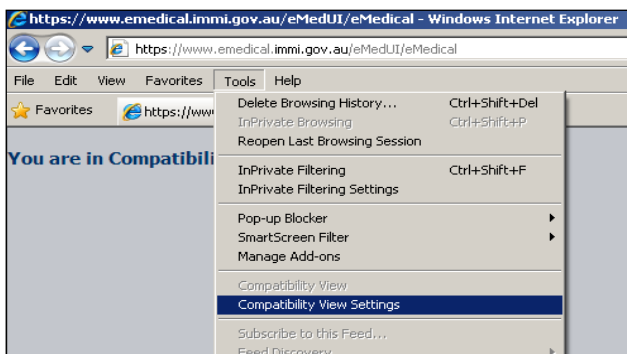 https://www.emedical.immi.gov.au/eMedUI/eMedical - Windows Internet Explorer
https://www.emedical.immi.gov.au/eMedUI/eMedical
File Edit View Favorites Tools Help
Favorites https://www
Delete Browsing History... Ctrl+Shift+Del
InPrivate Browsing Ctrl+Shift+P
Reopen Last Browsing Session
You are in Compatibili
InPrivate Filtering Ctrl+Shift+F
InPrivate Filtering Settings
Pop-up Blocker
SmartScreen Filter
Manage Add-ons
Compatibility View
Compatibility View Settings
Subscribe to this Feed...
Feed Discovery